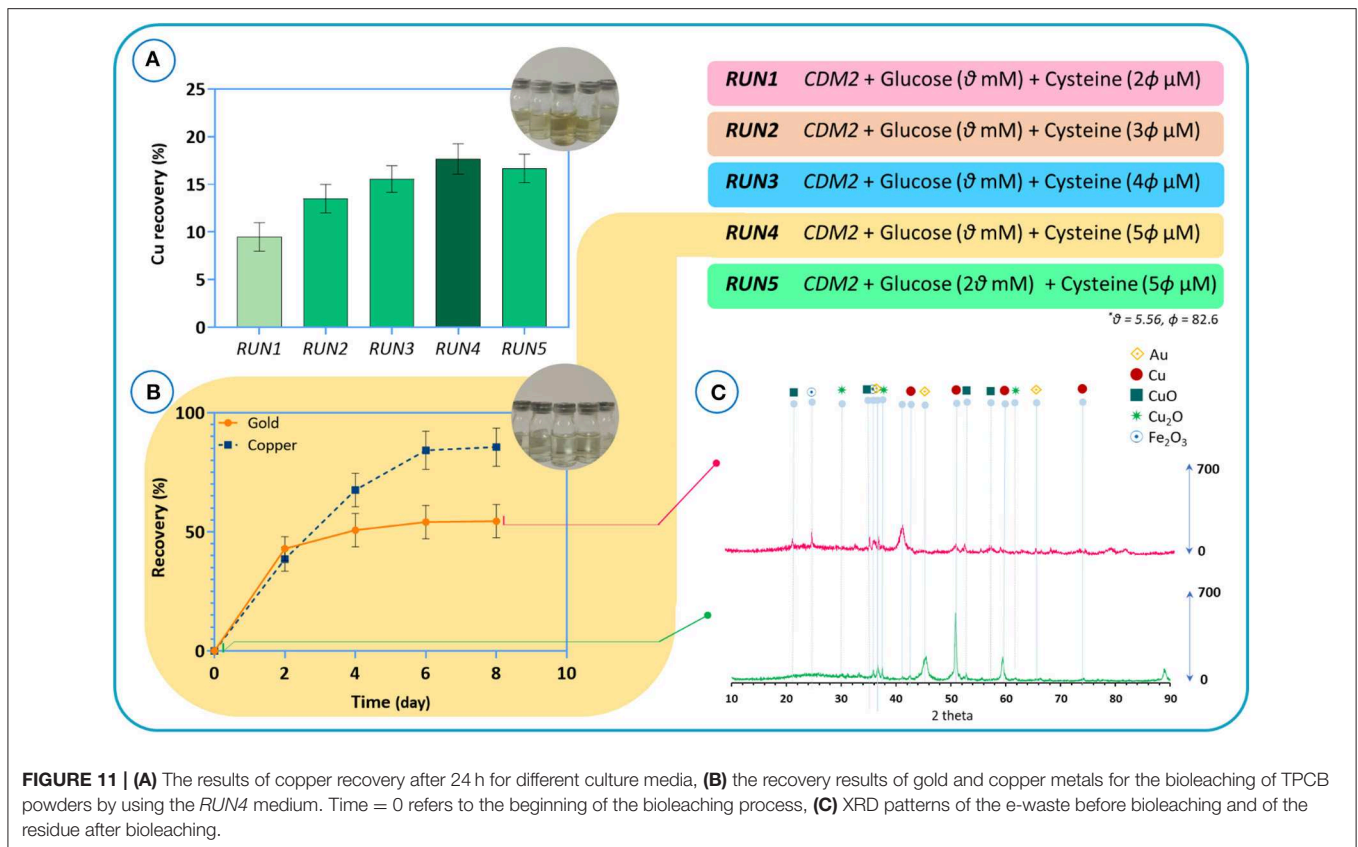 A
Cu recovery (%)
25
20
15
10
5
0
RUN1 RUN2 RUN3 RUN4 RUN5
RUN1 CDM2 + Glucose (ϑ mM) + Cysteine (2ϕ μM)
RUN2 CDM2 + Glucose (ϑ mM) + Cysteine (3ϕ μM)
RUN3 CDM2 + Glucose (ϑ mM) + Cysteine (4ϕ μM)
RUN4 CDM2 + Glucose (ϑ mM) + Cysteine (5ϕ μM)
RUN5 CDM2 + Glucose (2ϑ mM) + Cysteine (5ϕ μM)
*ϑ = 5.56, ϕ = 82.6
B
Recovery (%)
100
50
0
Gold
Copper
0 2 4 6 8 10
Time (day)
C
Au
Cu
CuO
Cu₂O
Fe₂O₃
700
0
700
0
10 20 30 40 50 60 70 80 90
2 theta
FIGURE 11 | (A) The results of copper recovery after 24 h for different culture media, (B) the recovery results of gold and copper metals for the bioleaching of TPCB
powders by using the RUN4 medium. Time = 0 refers to the beginning of the bioleaching process, (C) XRD patterns of the e-waste before bioleaching and of the
residue after bioleaching.